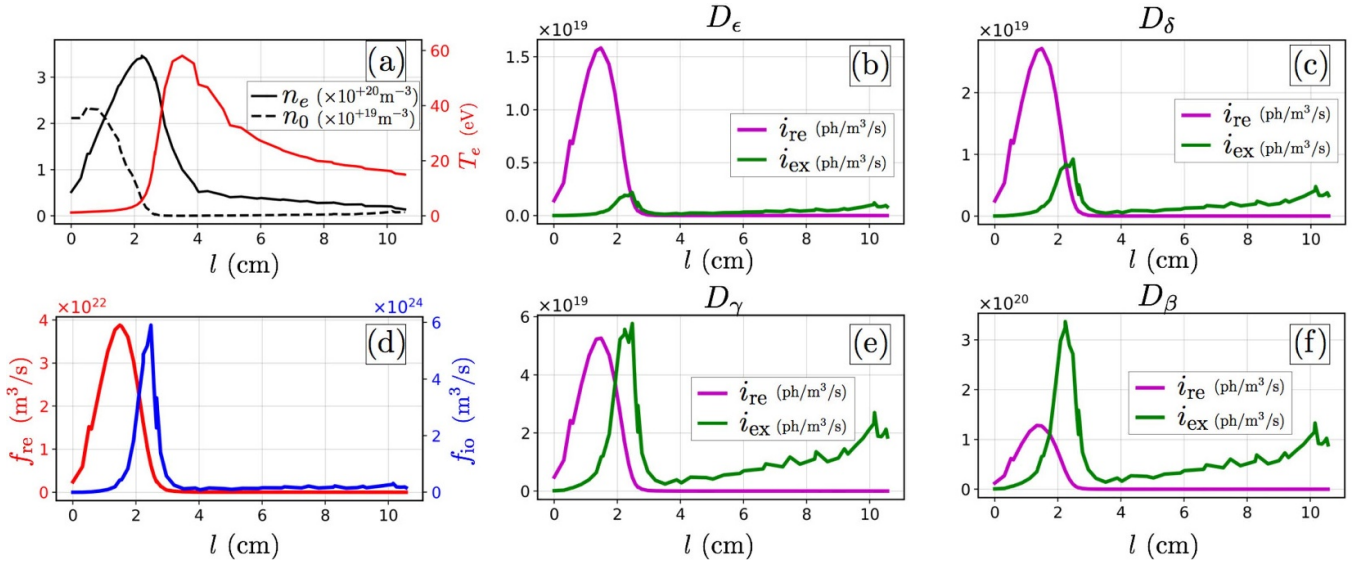 (a)
3
2
1
0
60
40
20
0
n_e (×10^{+20}m^{−3})
n_0 (×10^{+19}m^{−3})
T_e (eV)
0 2 4 6 8 10
l (cm)
×10^{19}
D_ϵ
(b)
1.5
1.0
0.5
0.0
i_re (ph/m^3/s)
i_ex (ph/m^3/s)
0 2 4 6 8 10
l (cm)
×10^{19}
D_δ
(c)
2
1
0
i_re (ph/m^3/s)
i_ex (ph/m^3/s)
0 2 4 6 8 10
l (cm)
×10^{22}
×10^{24}
(d)
4
2
0
6
4
2
0
f_re (m^3/s)
f_io (m^3/s)
0 2 4 6 8 10
l (cm)
×10^{19}
D_γ
(e)
6
4
2
0
i_re (ph/m^3/s)
i_ex (ph/m^3/s)
0 2 4 6 8 10
l (cm)
×10^{20}
D_β
(f)
3
2
1
0
i_re (ph/m^3/s)
i_ex (ph/m^3/s)
0 2 4 6 8 10
l (cm)